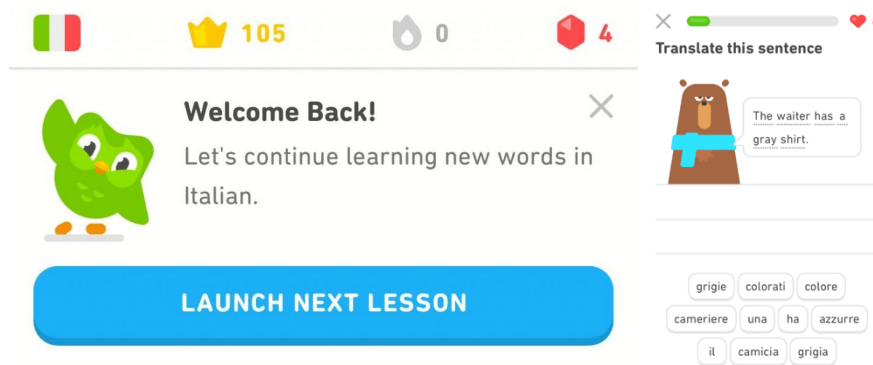 105
0
4
Welcome Back!
Let's continue learning new words in
Italian.
LAUNCH NEXT LESSON
Translate this sentence
The waiter has a
gray shirt.
grigie colorati colore
cameriere una ha azzurre
il camicia grigia